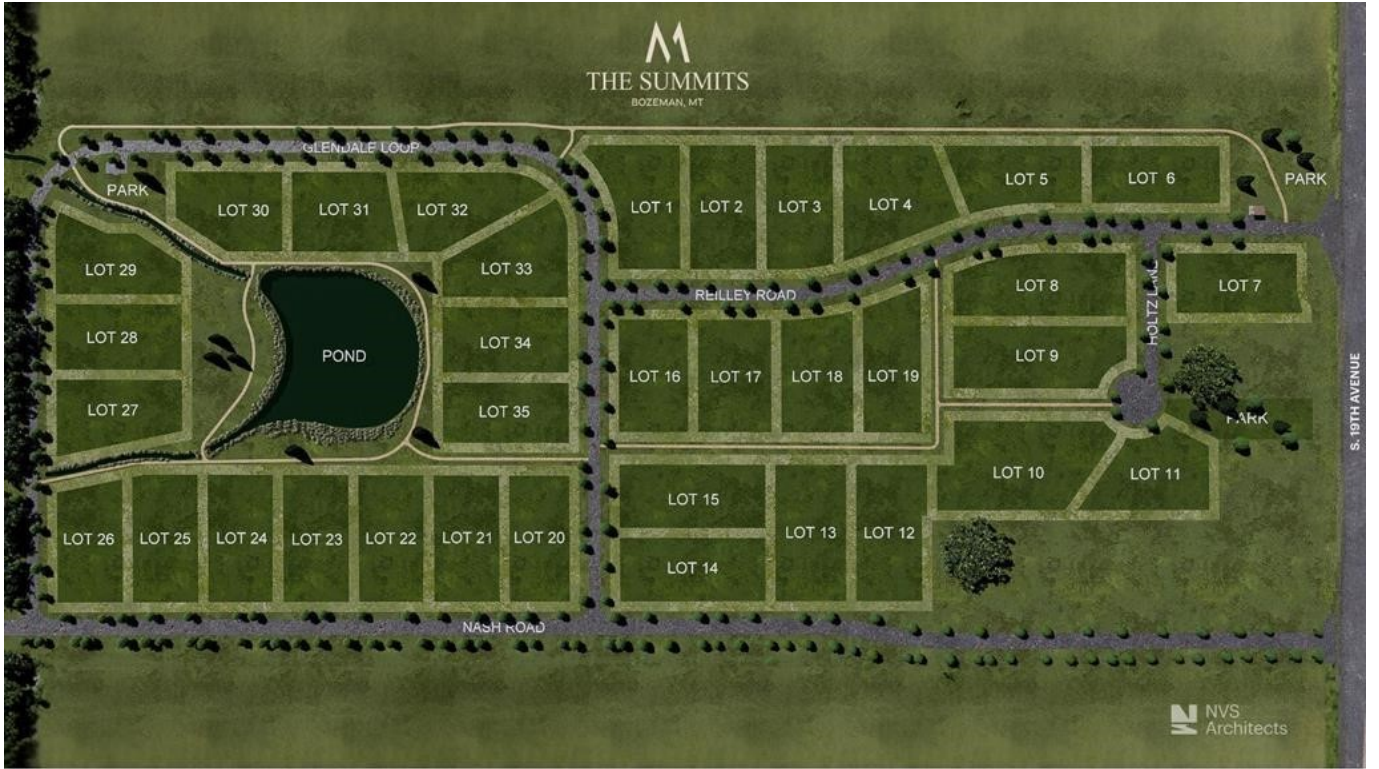 THE SUMMITS
BOZEMAN, MT
GLENDALE LOOP
PARK
LOT 30
LOT 31
LOT 32
LOT 1
LOT 2
LOT 3
LOT 4
LOT 5
LOT 6
PARK
LOT 29
LOT 33
REILLEY ROAD
LOT 8
HOLTZ LANE
LOT 7
LOT 28
POND
LOT 34
LOT 16
LOT 17
LOT 18
LOT 19
LOT 9
LOT 27
LOT 35
PARK
S. 19TH AVENUE
LOT 10
LOT 11
LOT 15
LOT 26
LOT 25
LOT 24
LOT 23
LOT 22
LOT 21
LOT 20
LOT 14
LOT 13
LOT 12
NASH ROAD
NVS
Architects